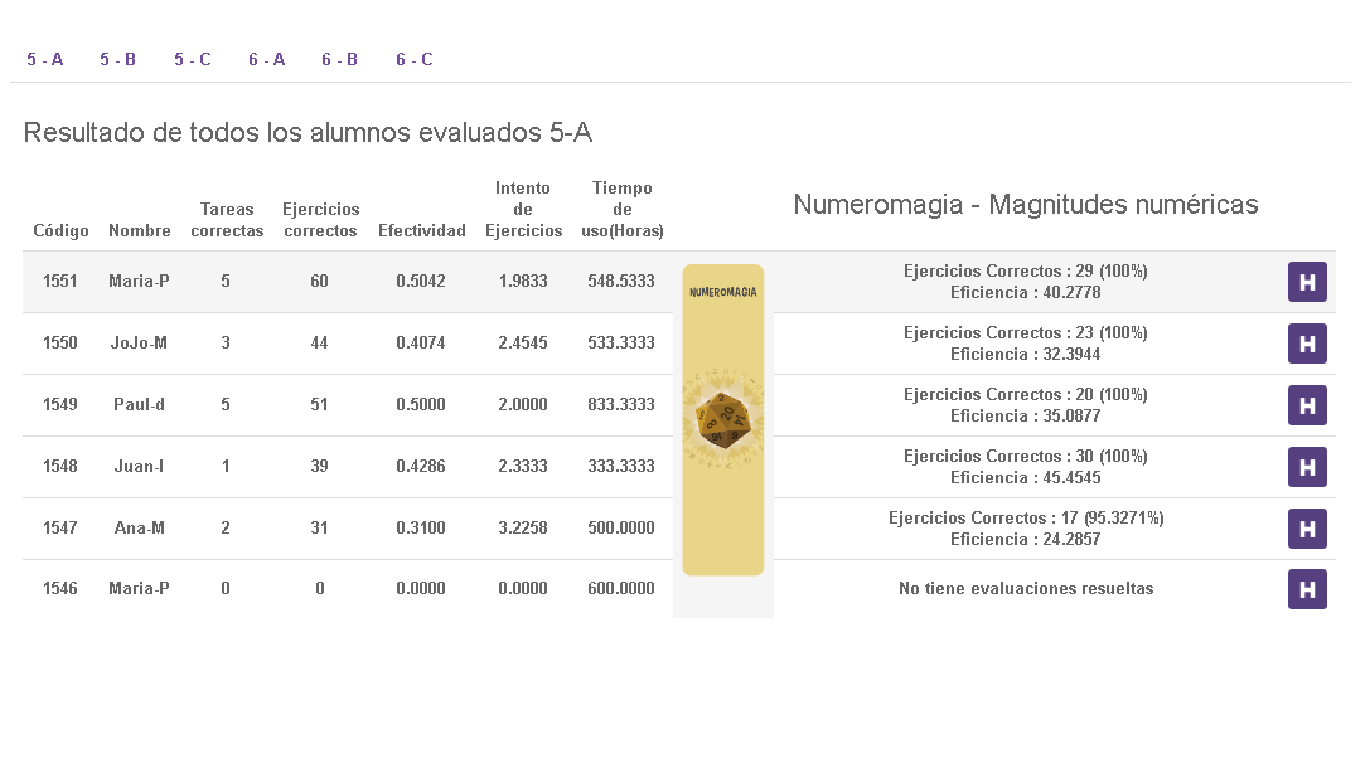 5 - A 5 - B 5 - C 6 - A 6 - B 6 - C
Resultado de todos los alumnos evaluados 5-A
Código Nombre Tareas correctas Ejercicios correctos Efectividad Intento de Ejercicios Tiempo de uso(Horas) Numeromagia - Magnitudes numéricas
1551 Maria-P 5 60 0.5042 1.9833 548.5333 Ejercicios Correctos : 29 (100%)
Eficiencia : 40.2778 H
NUMEROMAGIA
1550 JoJo-M 3 44 0.4074 2.4545 533.3333 Ejercicios Correctos : 23 (100%)
Eficiencia : 32.3944 H
1549 Paul-d 5 51 0.5000 2.0000 833.3333 Ejercicios Correctos : 20 (100%)
Eficiencia : 35.0877 H
1548 Juan-l 1 39 0.4286 2.3333 333.3333 Ejercicios Correctos : 30 (100%)
Eficiencia : 45.4545 H
1547 Ana-M 2 31 0.3100 3.2258 500.0000 Ejercicios Correctos : 17 (95.3271%)
Eficiencia : 24.2857 H
1546 Maria-P 0 0 0.0000 0.0000 600.0000 No tiene evaluaciones resueltas H